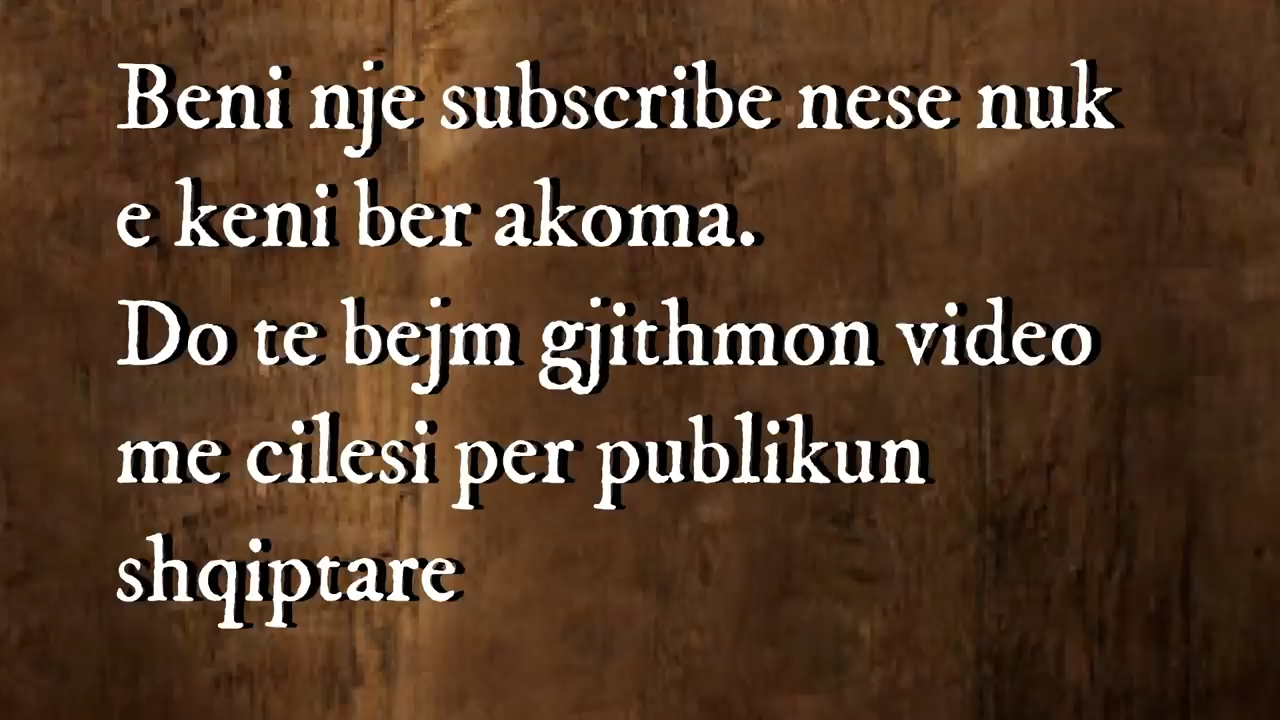 Beni nje subscribe nese nuk
e keni ber akoma.
Do te bejm gjithmon video
me cilesi per publikun
shqiptare